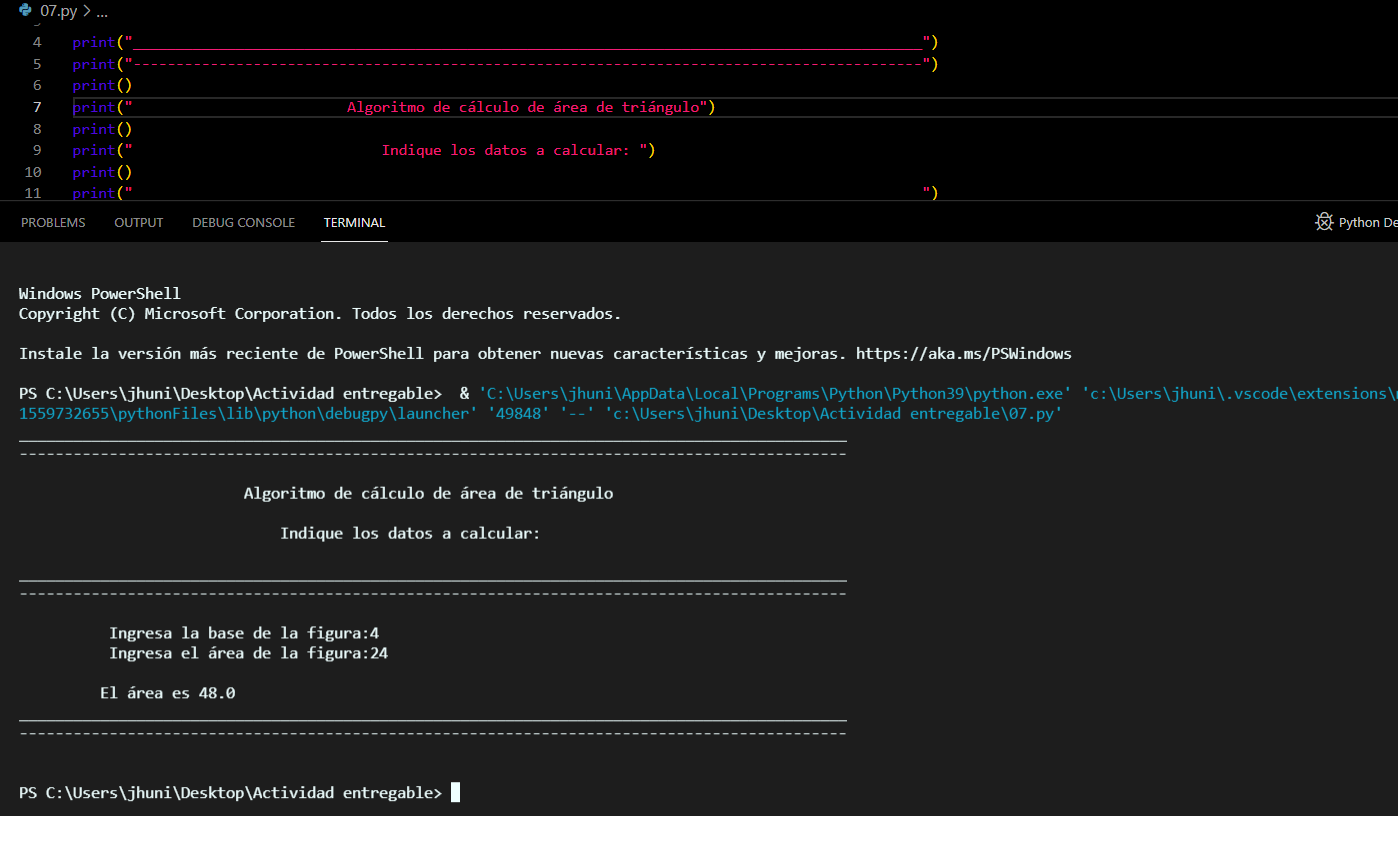 07.py > ...
4 print("__________________________________________________________________________________________")
5 print("------------------------------------------------------------------------------------------")
6 print()
7 print("                         Algoritmo de cálculo de área de triángulo")
8 print()
9 print("                             Indique los datos a calcular: ")
10 print()
11 print("                                                                                          ")
PROBLEMS OUTPUT DEBUG CONSOLE TERMINAL Python De
Windows PowerShell
Copyright (C) Microsoft Corporation. Todos los derechos reservados.
Instale la versión más reciente de PowerShell para obtener nuevas características y mejoras. https://aka.ms/PSWindows
PS C:\Users\jhuni\Desktop\Actividad entregable>  & 'C:\Users\jhuni\AppData\Local\Programs\Python\Python39\python.exe' 'c:\Users\jhuni\.vscode\extensions\
1559732655\pythonFiles\lib\python\debugpy\launcher' '49848' '--' 'c:\Users\jhuni\Desktop\Actividad entregable\07.py'
____________________________________________________________________________________________
--------------------------------------------------------------------------------------------
Algoritmo de cálculo de área de triángulo
Indique los datos a calcular:
____________________________________________________________________________________________
--------------------------------------------------------------------------------------------
Ingresa la base de la figura:4
Ingresa el área de la figura:24
El área es 48.0
____________________________________________________________________________________________
--------------------------------------------------------------------------------------------
PS C:\Users\jhuni\Desktop\Actividad entregable>